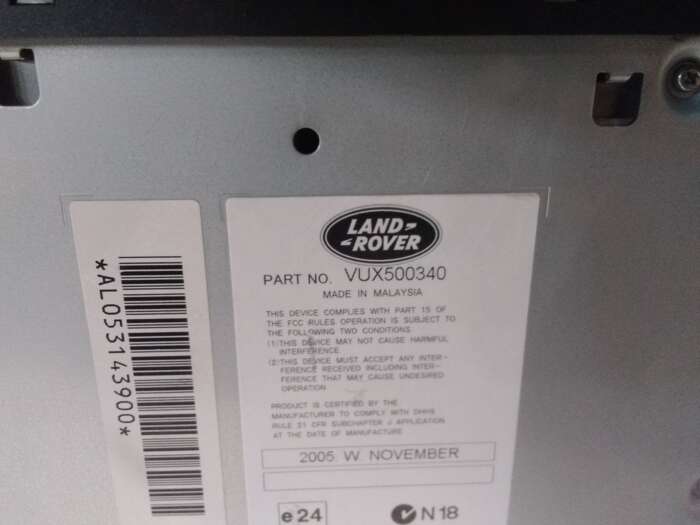 *AL053143900*
LAND-
-ROVER
PART NO. VUX500340
MADE IN MALAYSIA
THIS DEVICE COMPLIES WITH PART 15 OF
THE FCC RULES OPERATION IS SUBJECT TO
THE FOLLOWING TWO CONDITIONS
(1)THIS DEVICE MAY NOT CAUSE HARMFUL
INTERFERENCE
(2)THIS DEVICE MUST ACCEPT ANY INTER-
FERENCE RECEIVED INCLUDING INTER-
FERENCE THAT MAY CAUSE UNDESIRED
OPERATION
PRODUCT IS CERTIFIED BY THE
MANUFACTURER TO COMPLY WITH DHHS
RULE 21 CFR SUBCHAPTER J APPLICATION
AT THE DATE OF MANUFACTURE
2005 W NOVEMBER
e24
N18